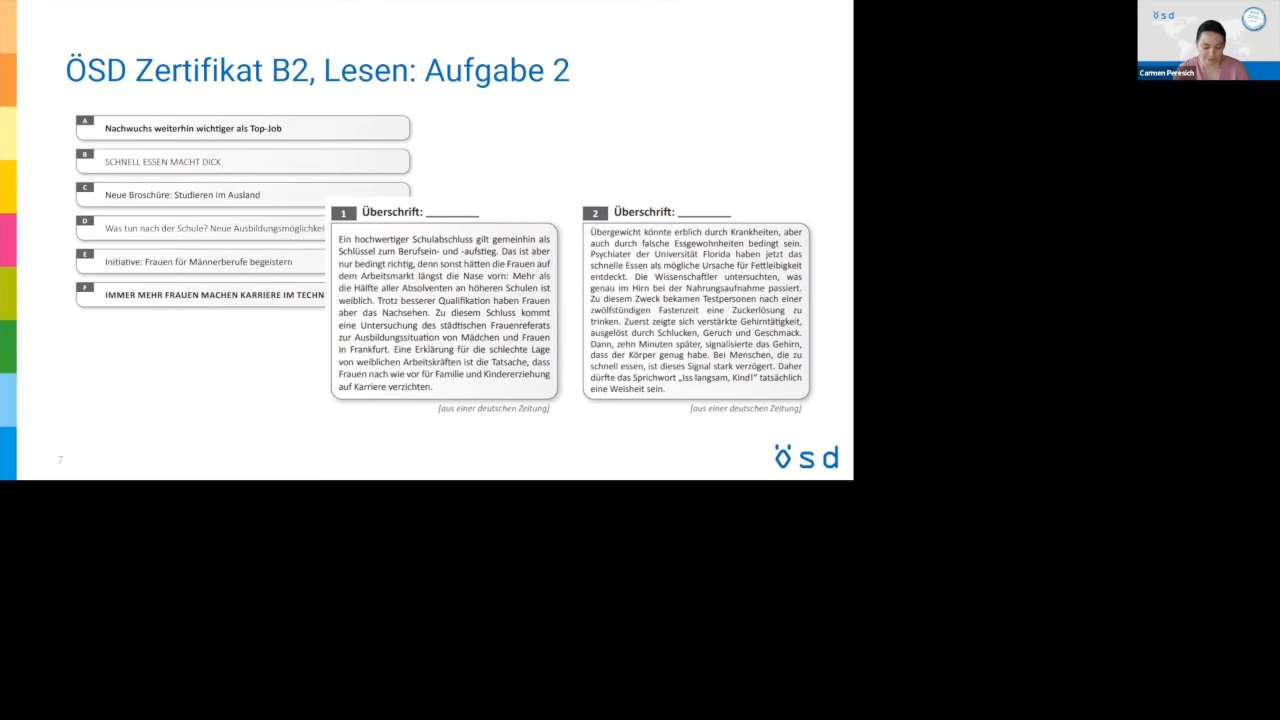 ösd
Carmen Peresich
ÖSD Zertifikat B2, Lesen: Aufgabe 2
A
Nachwuchs weiterhin wichtiger als Top-Job
B
SCHNELL ESSEN MACHT DICK
C
Neue Broschüre: Studieren im Ausland
D
Was tun nach der Schule? Neue Ausbildungsmöglichkei
E
Initiative: Frauen für Männerberufe begeistern
F
IMMER MEHR FRAUEN MACHEN KARRIERE IM TECHN
1 Überschrift: ________
Ein hochwertiger Schulabschluss gilt gemeinhin als
Schlüssel zum Berufsein- und -aufstieg. Das ist aber
nur bedingt richtig, denn sonst hätten die Frauen auf
dem Arbeitsmarkt längst die Nase vorn: Mehr als
die Hälfte aller Absolventen an höheren Schulen ist
weiblich. Trotz besserer Qualifikation haben Frauen
aber das Nachsehen. Zu diesem Schluss kommt
eine Untersuchung des städtischen Frauenreferats
zur Ausbildungssituation von Mädchen und Frauen
in Frankfurt. Eine Erklärung für die schlechte Lage
von weiblichen Arbeitskräften ist die Tatsache, dass
Frauen nach wie vor für Familie und Kindererziehung
auf Karriere verzichten.
[aus einer deutschen Zeitung]
2 Überschrift: ________
Übergewicht könnte erblich durch Krankheiten, aber
auch durch falsche Essgewohnheiten bedingt sein.
Psychiater der Universität Florida haben jetzt das
schnelle Essen als mögliche Ursache für Fettleibigkeit
entdeckt. Die Wissenschaftler untersuchten, was
genau im Hirn bei der Nahrungsaufnahme passiert.
Zu diesem Zweck bekamen Testpersonen nach einer
zwölfstündigen Fastenzeit eine Zuckerlösung zu
trinken. Zuerst zeigte sich verstärkte Gehirntätigkeit,
ausgelöst durch Schlucken, Geruch und Geschmack.
Dann, zehn Minuten später, signalisierte das Gehirn,
dass der Körper genug habe. Bei Menschen, die zu
schnell essen, ist dieses Signal stark verzögert. Daher
dürfte das Sprichwort „Iss langsam, Kind!“ tatsächlich
eine Weisheit sein.
[aus einer deutschen Zeitung]
7
ösd